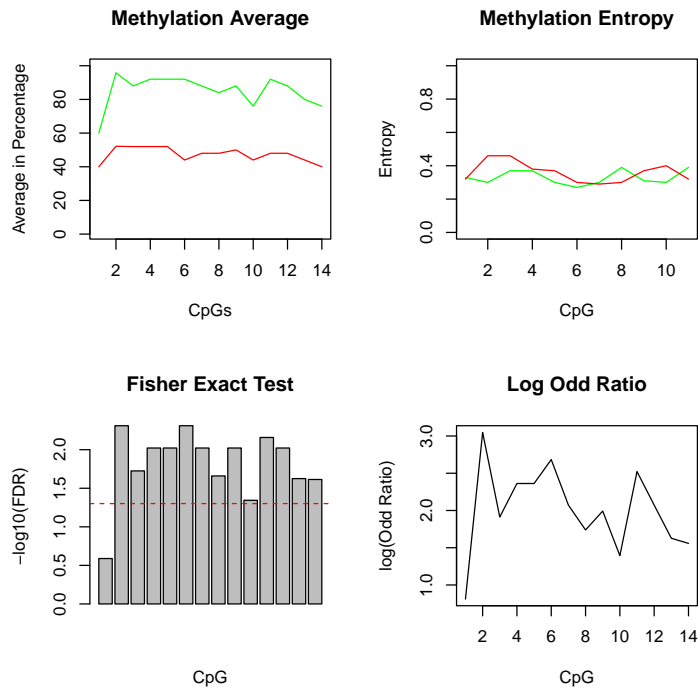 Methylation Average
Average in Percentage
0 20 40 60 80
2 4 6 8 10 12 14
CpGs
Methylation Entropy
Entropy
0.0 0.4 0.8
2 4 6 8 10
CpG
Fisher Exact Test
−log10(FDR)
0.0 0.5 1.0 1.5 2.0
CpG
Log Odd Ratio
log(Odd Ratio)
1.0 2.0 3.0
2 4 6 8 10 12 14
CpG